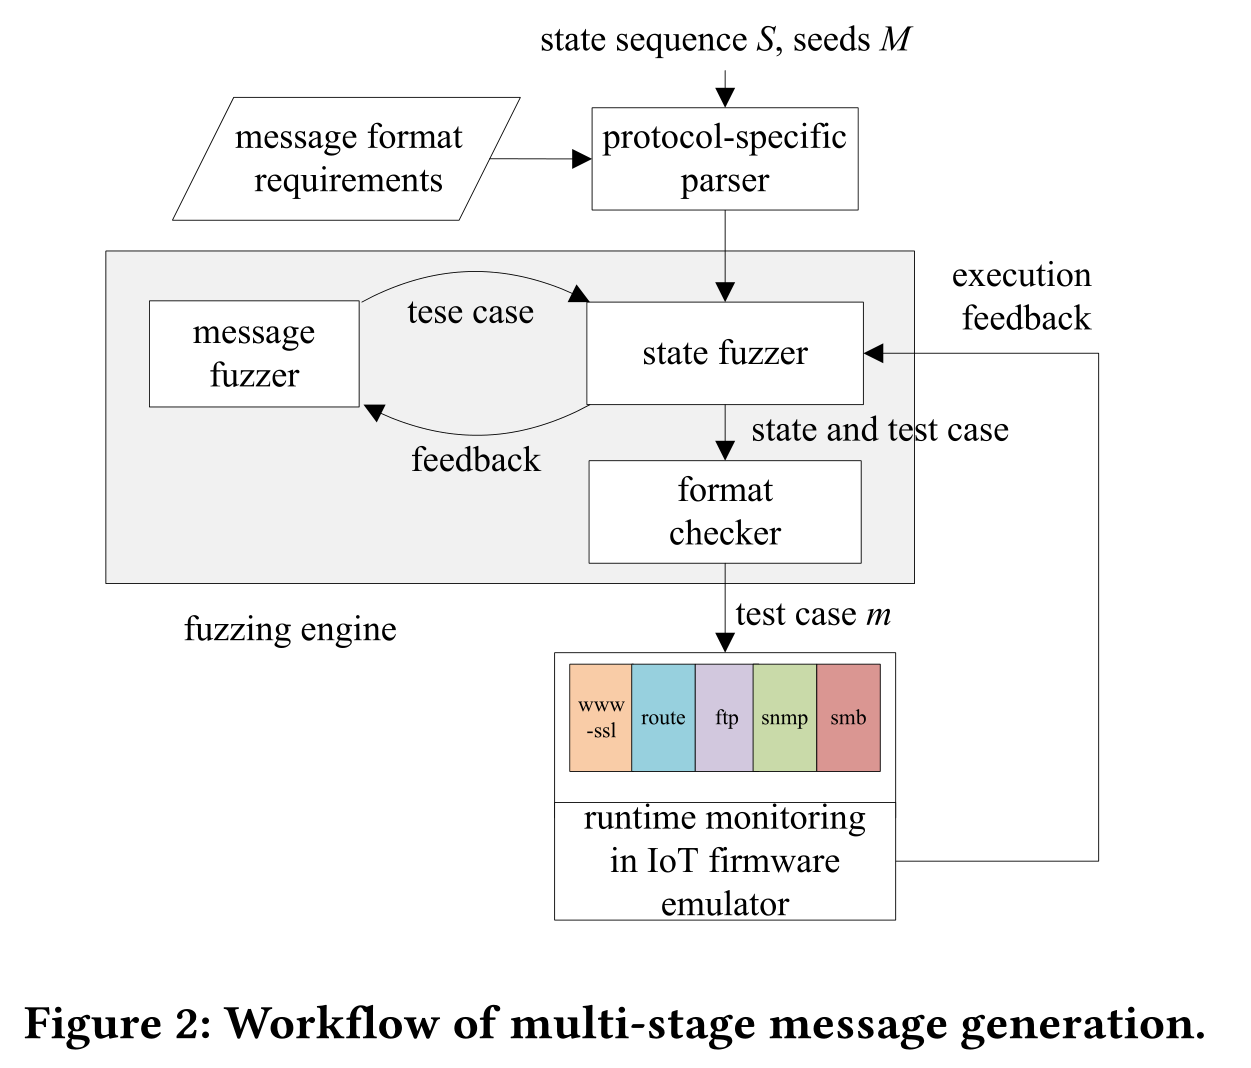 state sequence S, seeds M
message format
requirements
protocol-specific
parser
execution
feedback
message
fuzzer
tese case
state fuzzer
feedback
state and test case
format
checker
fuzzing engine
test case m
www
-ssl
route
ftp
snmp
smb
runtime monitoring
in IoT firmware
emulator
Figure 2: Workflow of multi-stage message generation.